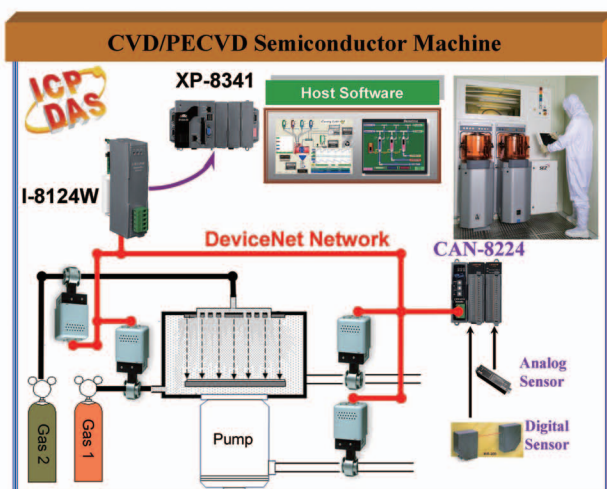 CVD/PECVD Semiconductor Machine
ICP
DAS
XP-8341
Host Software
I-8124W
DeviceNet Network
CAN-8224
Analog
Sensor
Digital
Sensor
Gas 2
Gas 1
Pump